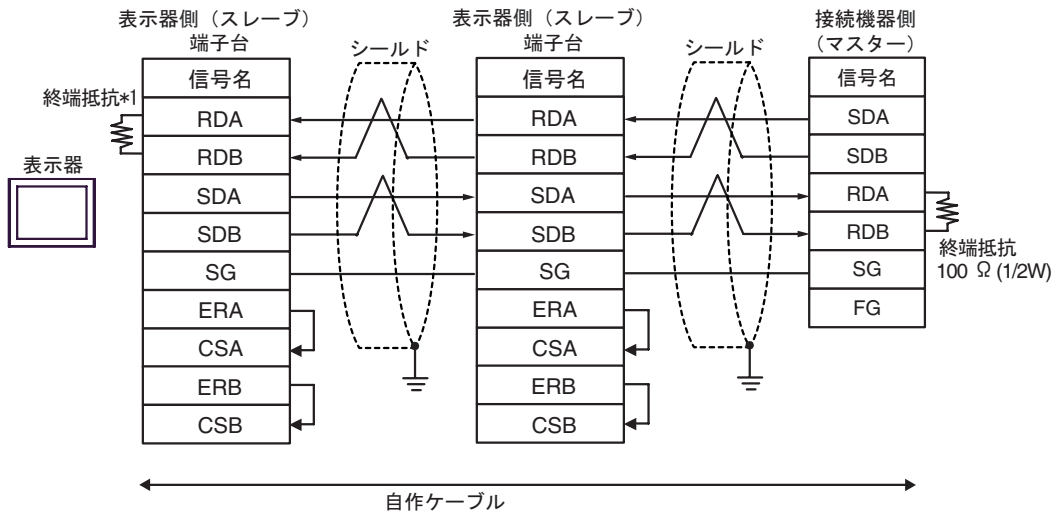 表示器側（スレーブ）
端子台
シールド
表示器側（スレーブ）
端子台
シールド
接続機器側
（マスター）
終端抵抗*1
表示器
信号名
RDA
RDB
SDA
SDB
SG
ERA
CSA
ERB
CSB
信号名
RDA
RDB
SDA
SDB
SG
ERA
CSA
ERB
CSB
信号名
SDA
SDB
RDA
RDB
SG
FG
終端抵抗
100 Ω (1/2W)
自作ケーブル